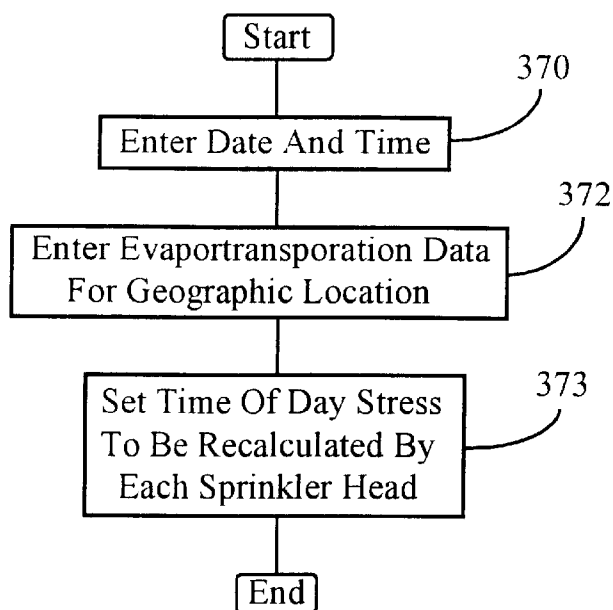 Start
370
Enter Date And Time
372
Enter Evaportransporation Data
For Geographic Location
373
Set Time Of Day Stress
To Be Recalculated By
Each Sprinkler Head
End